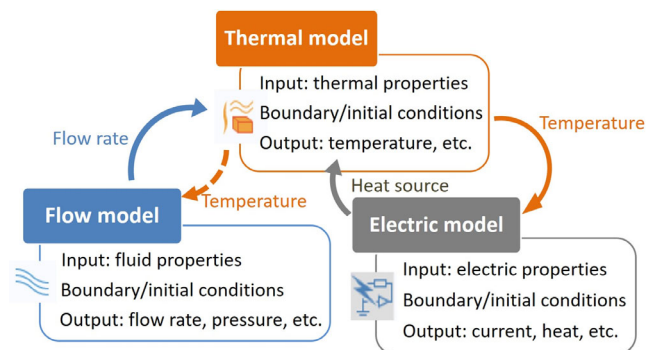 Thermal model
Input: thermal properties
Boundary/initial conditions
Output: temperature, etc.
Flow rate
Temperature
Temperature
Heat source
Flow model
Input: fluid properties
Boundary/initial conditions
Output: flow rate, pressure, etc.
Electric model
Input: electric properties
Boundary/initial conditions
Output: current, heat, etc.